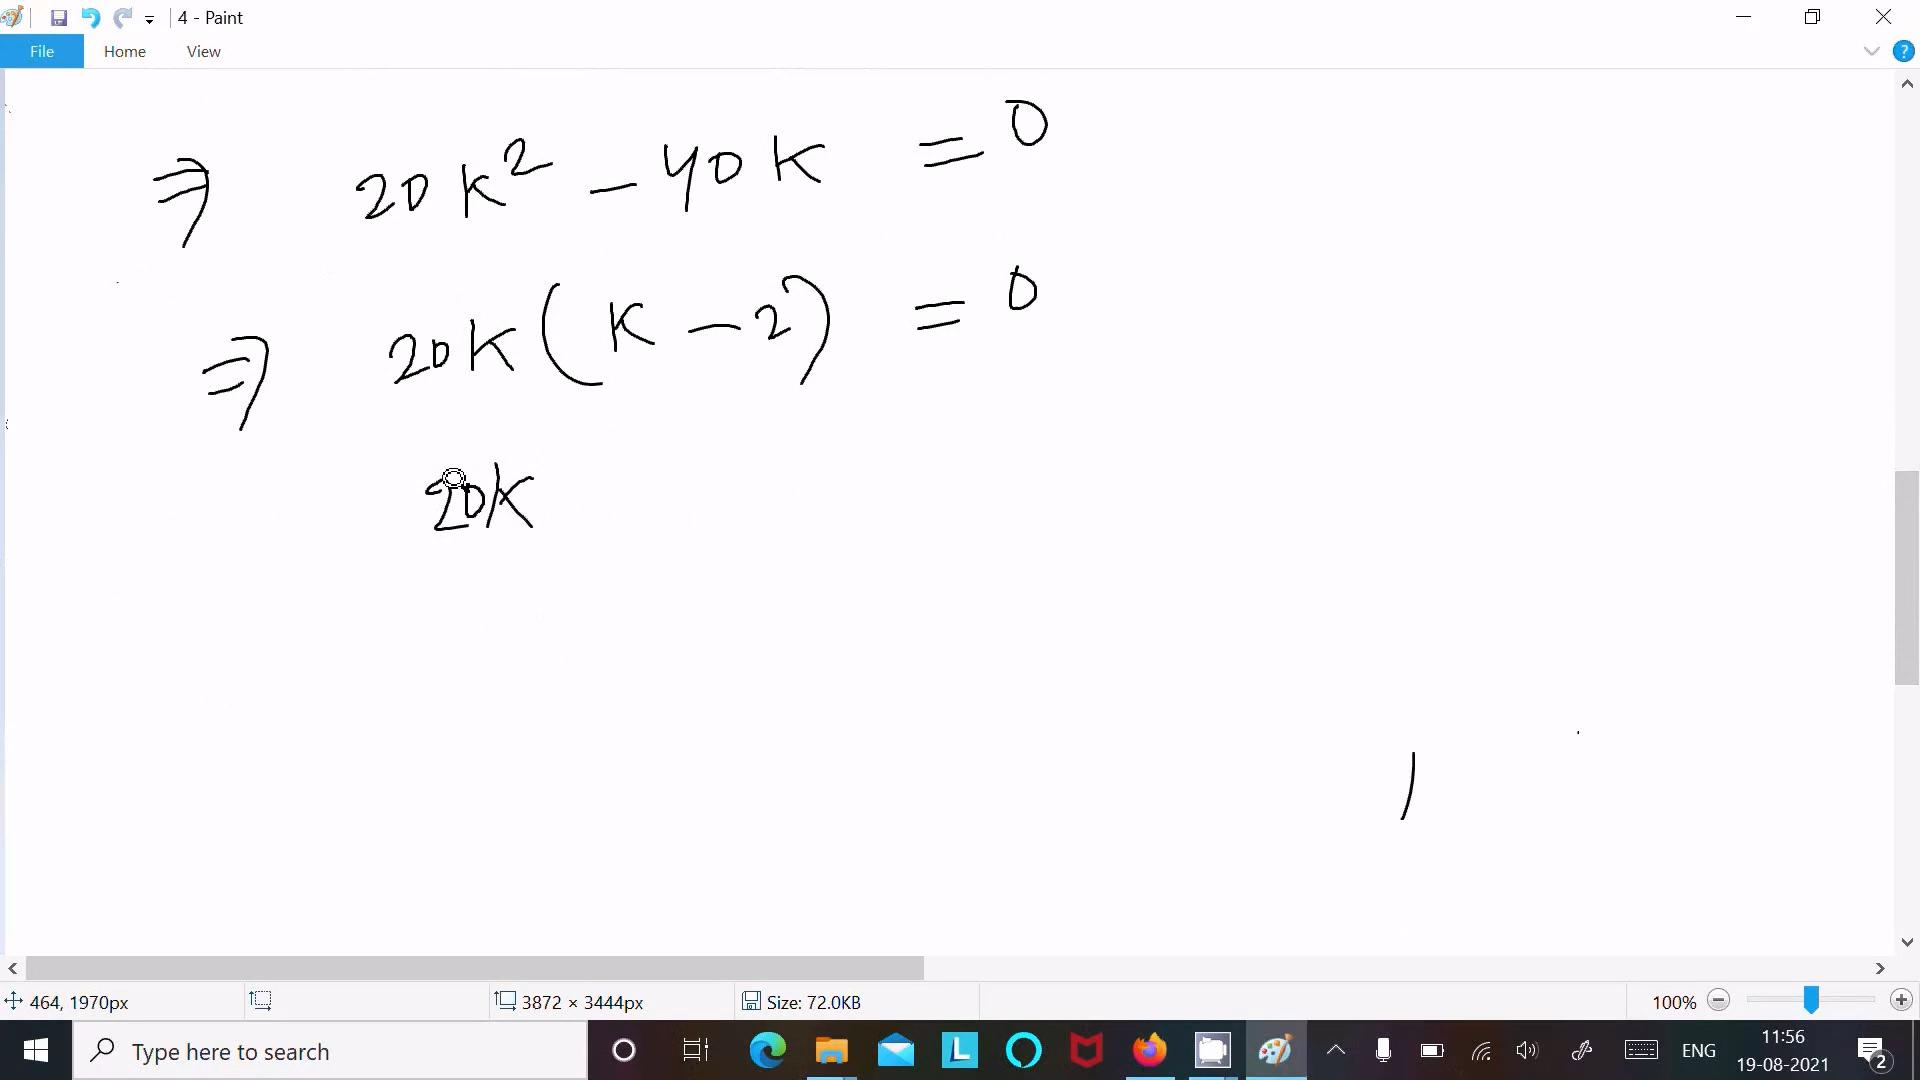 4 - Paint
File Home View
⇒ 20K² - 40K = 0
⇒ 20K(K - 2) = 0
20K
464, 1970px 3872 × 3444px Size: 72.0KB 100%
Type here to search ENG 11:56
19-08-2021 2